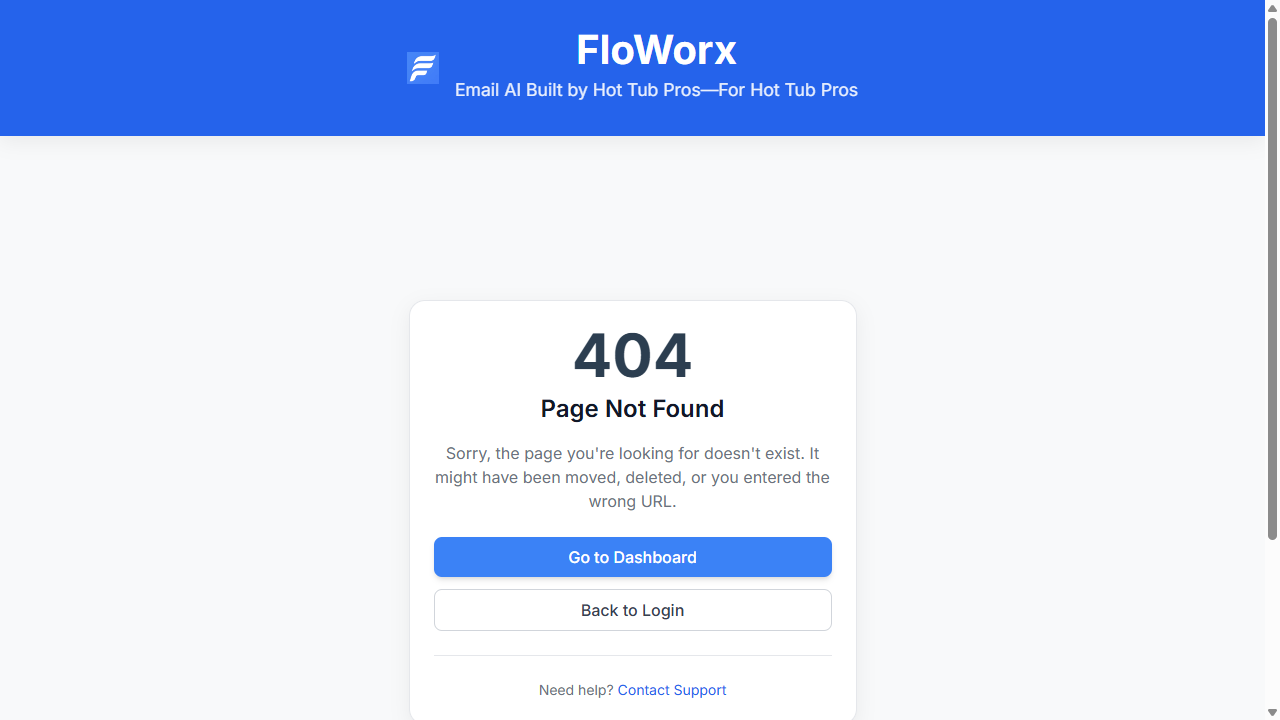 FloWorx
Email AI Built by Hot Tub Pros—For Hot Tub Pros
404
Page Not Found
Sorry, the page you're looking for doesn't exist. It
might have been moved, deleted, or you entered the
wrong URL.
Go to Dashboard
Back to Login
Need help? Contact Support